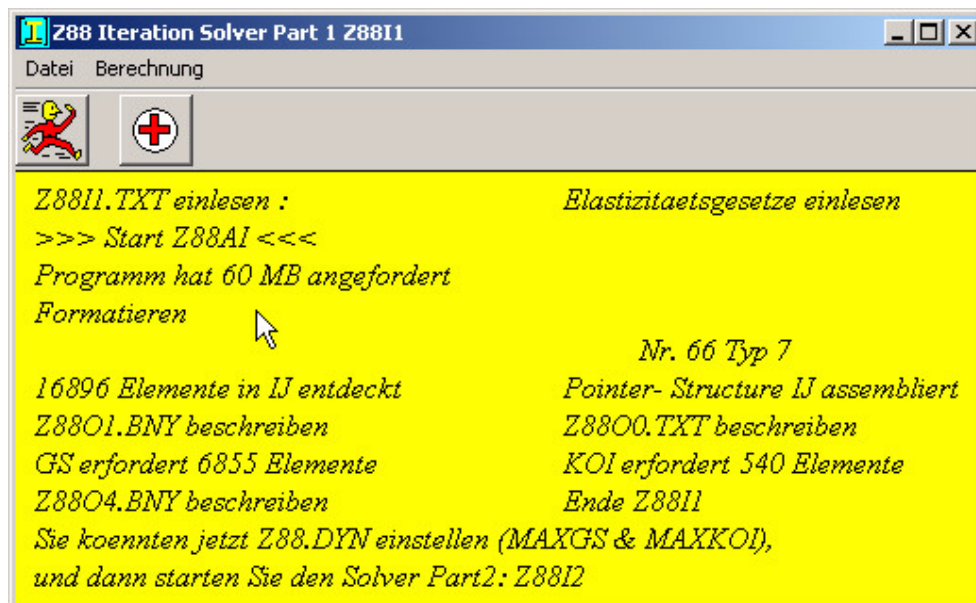 Z88 Iteration Solver Part 1 Z88I1
Datei Berechnung
Z88I1.TXT einlesen : Elastizitaetsgesetze einlesen
>>> Start Z88AI <<<
Programm hat 60 MB angefordert
Formatieren
Nr. 66 Typ 7
16896 Elemente in IJ entdeckt Pointer- Structure IJ assembliert
Z88O1.BNY beschreiben Z88O0.TXT beschreiben
GS erfordert 6855 Elemente KOI erfordert 540 Elemente
Z88O4.BNY beschreiben Ende Z88I1
Sie koennten jetzt Z88.DYN einstellen (MAXGS & MAXKOI),
und dann starten Sie den Solver Part2: Z88I2